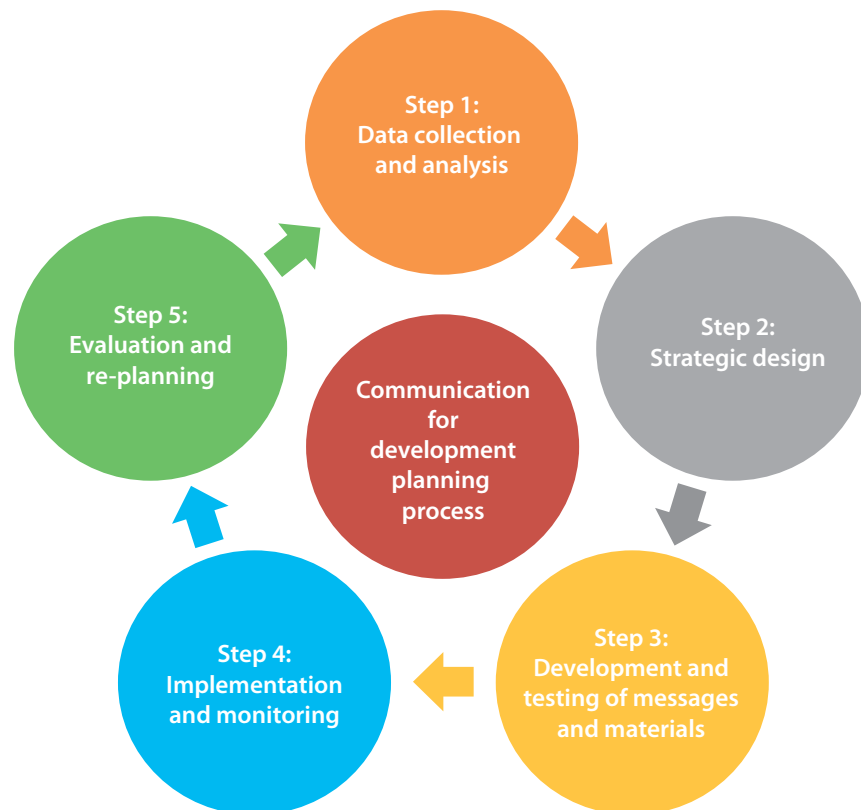 Step 1:
Data collection
and analysis
Step 2:
Strategic design
Step 3:
Development and
testing of messages
and materials
Step 4:
Implementation
and monitoring
Step 5:
Evaluation and
re-planning
Communication
for
development
planning
process